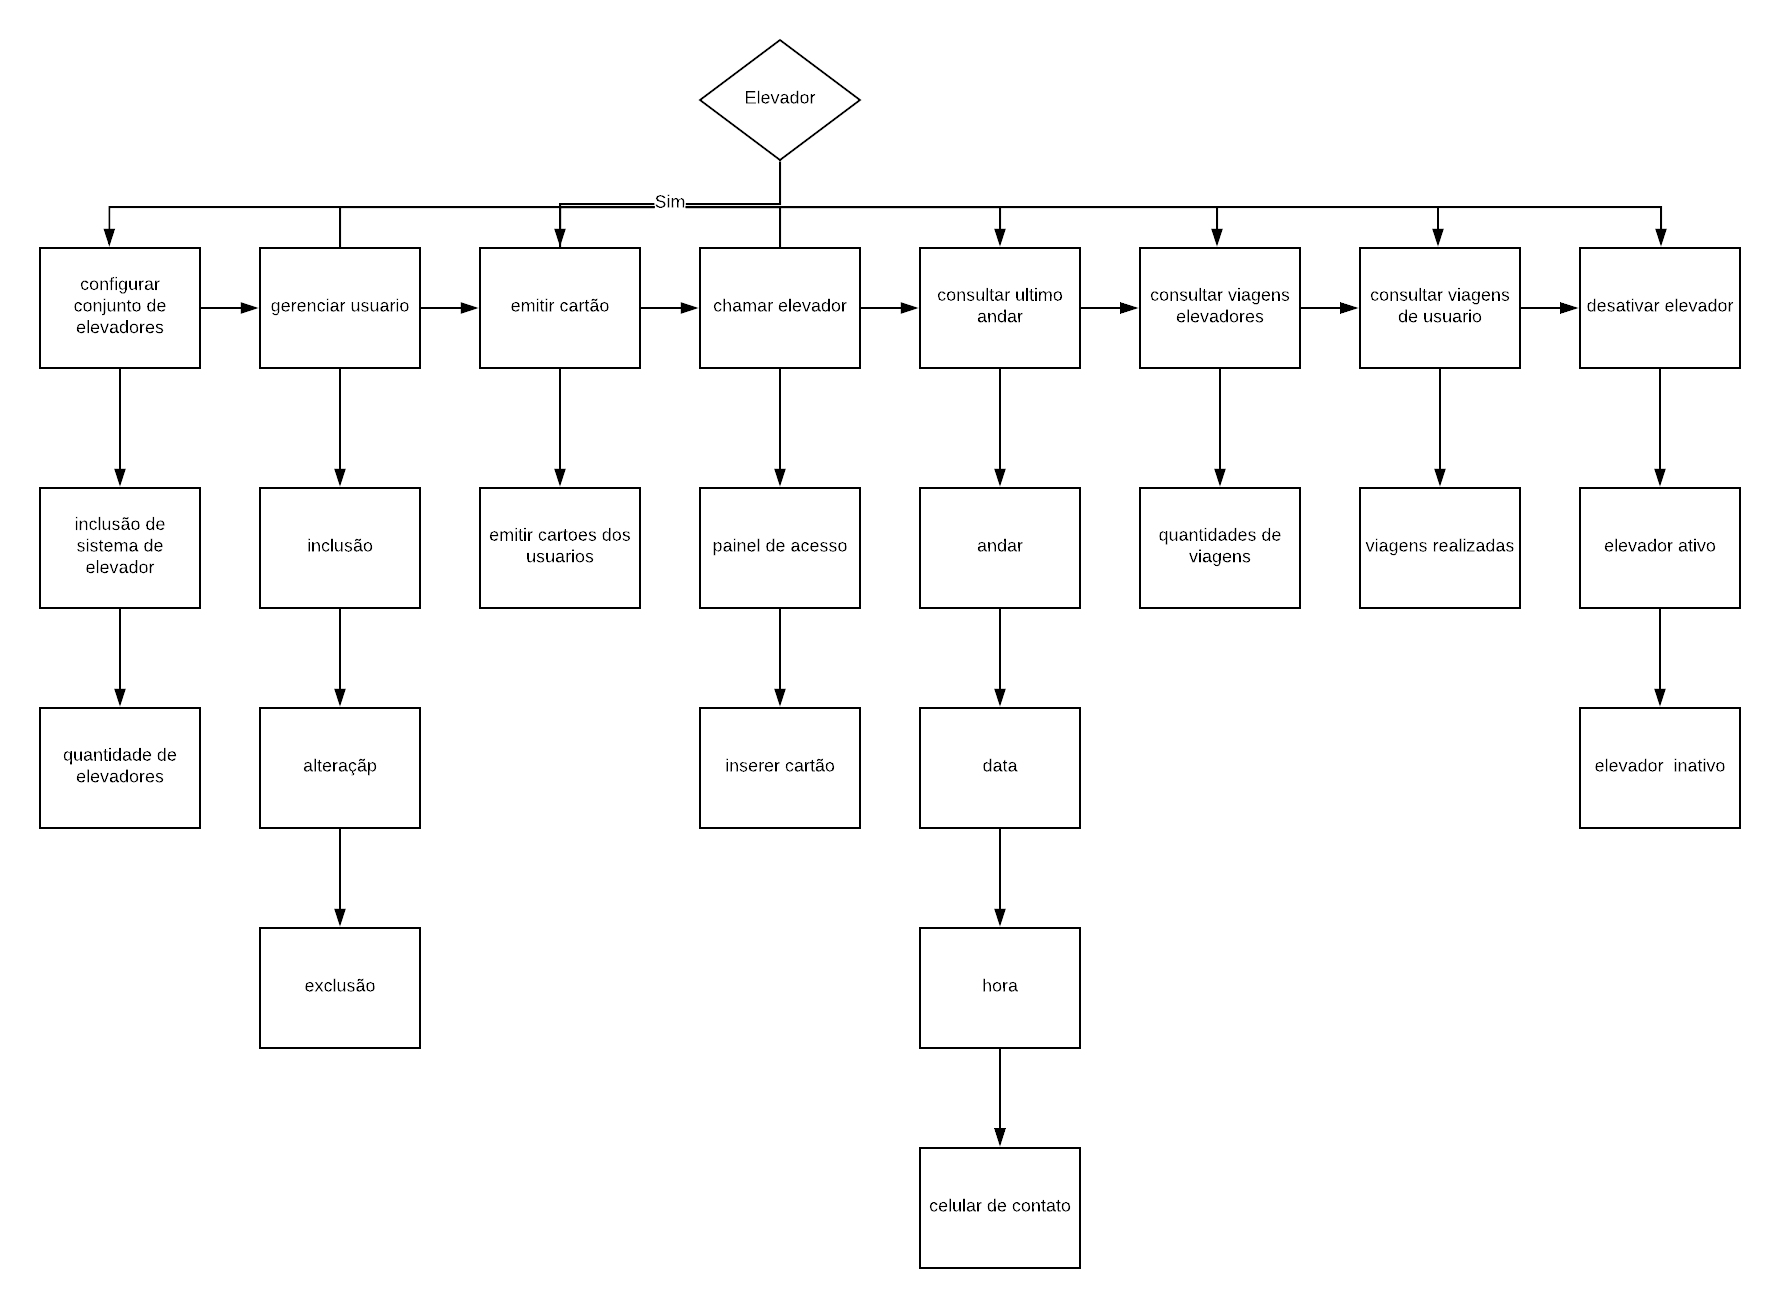 Elevador
Sim
configurar
conjunto de
elevadores
gerenciar usuario
emitir cartão
chamar elevador
consultar ultimo
andar
consultar viagens
elevadores
consultar viagens
de usuario
desativar elevador
inclusão de
sistema de
elevador
inclusão
emitir cartoes dos
usuarios
painel de acesso
andar
quantidades de
viagens
viagens realizadas
elevador ativo
quantidade de
elevadores
alteraçãp
inserer cartão
data
elevador  inativo
exclusão
hora
celular de contato